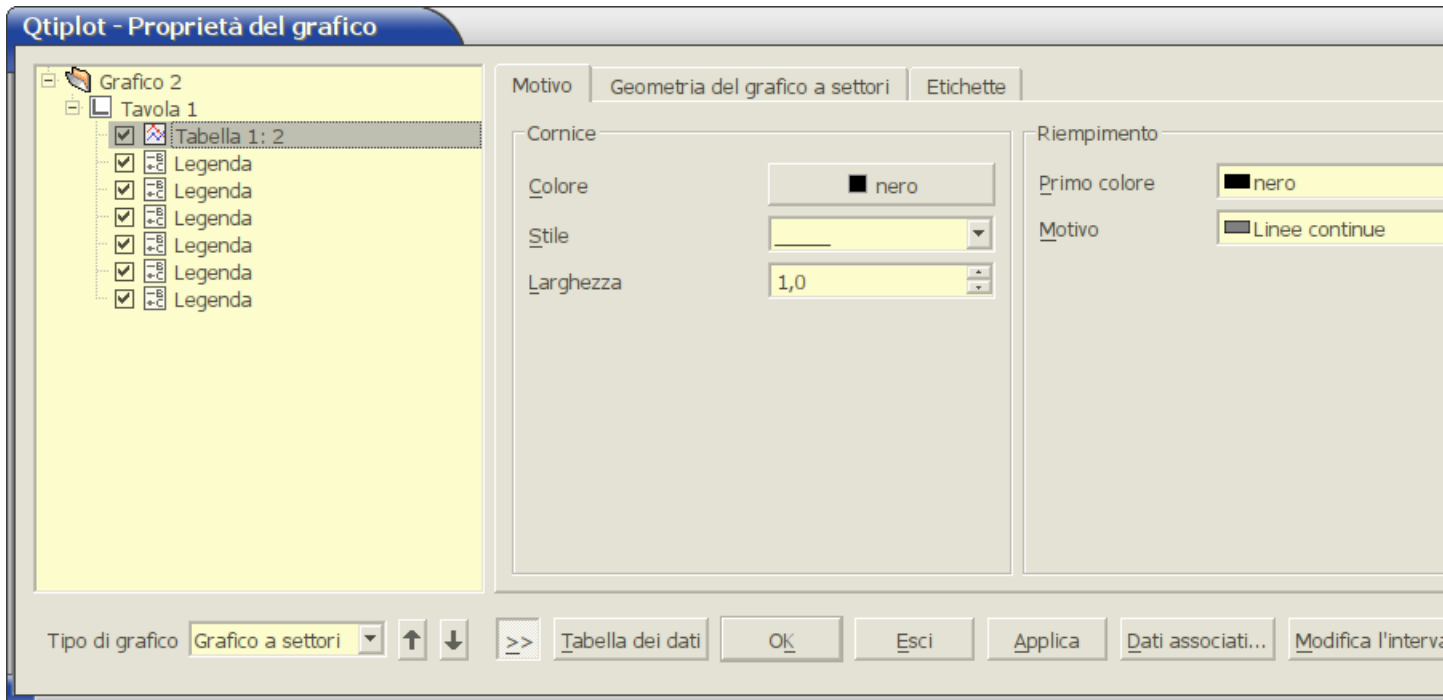 Qtiplot - Proprietà del grafico
Grafico 2
Tavola 1
Tabella 1: 2
Legenda
Legenda
Legenda
Legenda
Legenda
Legenda
Motivo
Geometria del grafico a settori
Etichette
Cornice
Colore
nero
Stile
Larghezza
1,0
Riempimento
Primo colore
nero
Motivo
Linee continue
Tipo di grafico
Grafico a settori
>>
Tabella dei dati
OK
Esci
Applica
Dati associati...
Modifica l'interva